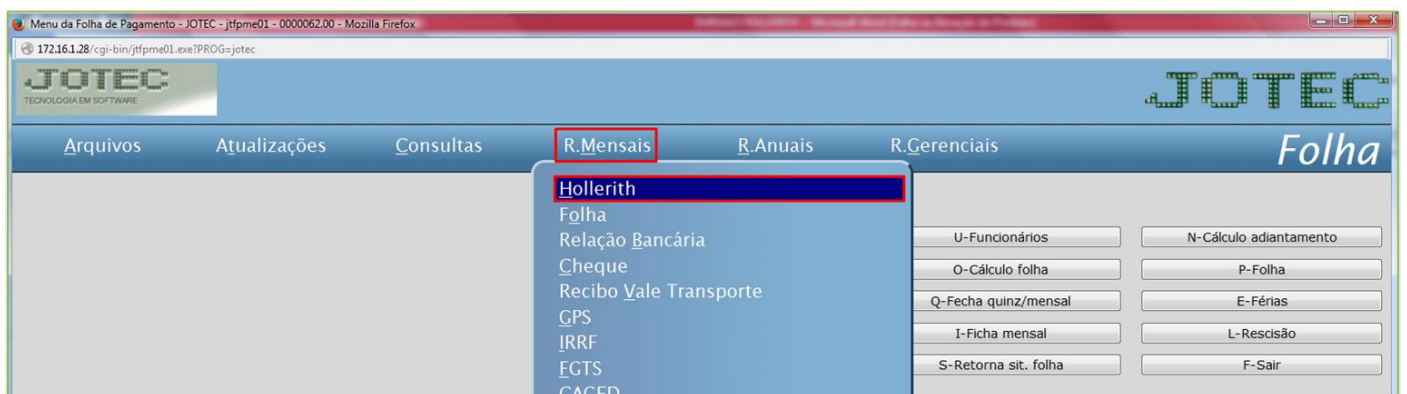 Menu da Folha de Pagamento - JOTEC - jtfpme01 - 0000062.00 - Mozilla Firefox
172.16.1.28/cgi-bin/jtfpme01.exe?PROG=jotec
JOTEC
TECNOLOGIA EM SOFTWARE
JOTEC
Arquivos Atualizações Consultas R.Mensais R.Anuais R.Gerenciais Folha
Hollerith
Folha
Relação Bancária
Cheque
Recibo Vale Transporte
GPS
IRRF
FGTS
CAGED
U-Funcionários N-Cálculo adiantamento
O-Cálculo folha P-Folha
Q-Fecha quinz/mensal E-Férias
I-Ficha mensal L-Rescisão
S-Retorna sit. folha F-Sair